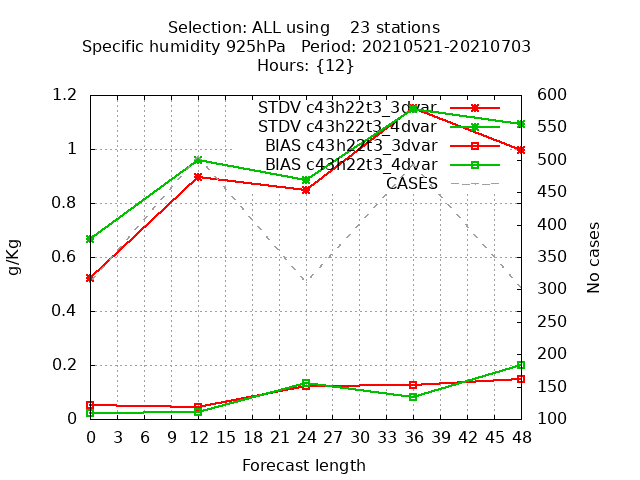 Selection: ALL using    23 stations
Specific humidity 925hPa   Period: 20210521-20210703
Hours: {12}
STDV c43h22t3_3dvar
STDV c43h22t3_4dvar
BIAS c43h22t3_3dvar
BIAS c43h22t3_4dvar
CASES
1.2
1
0.8
0.6
0.4
0.2
0
g/Kg
600
550
500
450
400
350
300
250
200
150
100
No cases
0 3 6 9 12 15 18 21 24 27 30 33 36 39 42 45 48
Forecast length